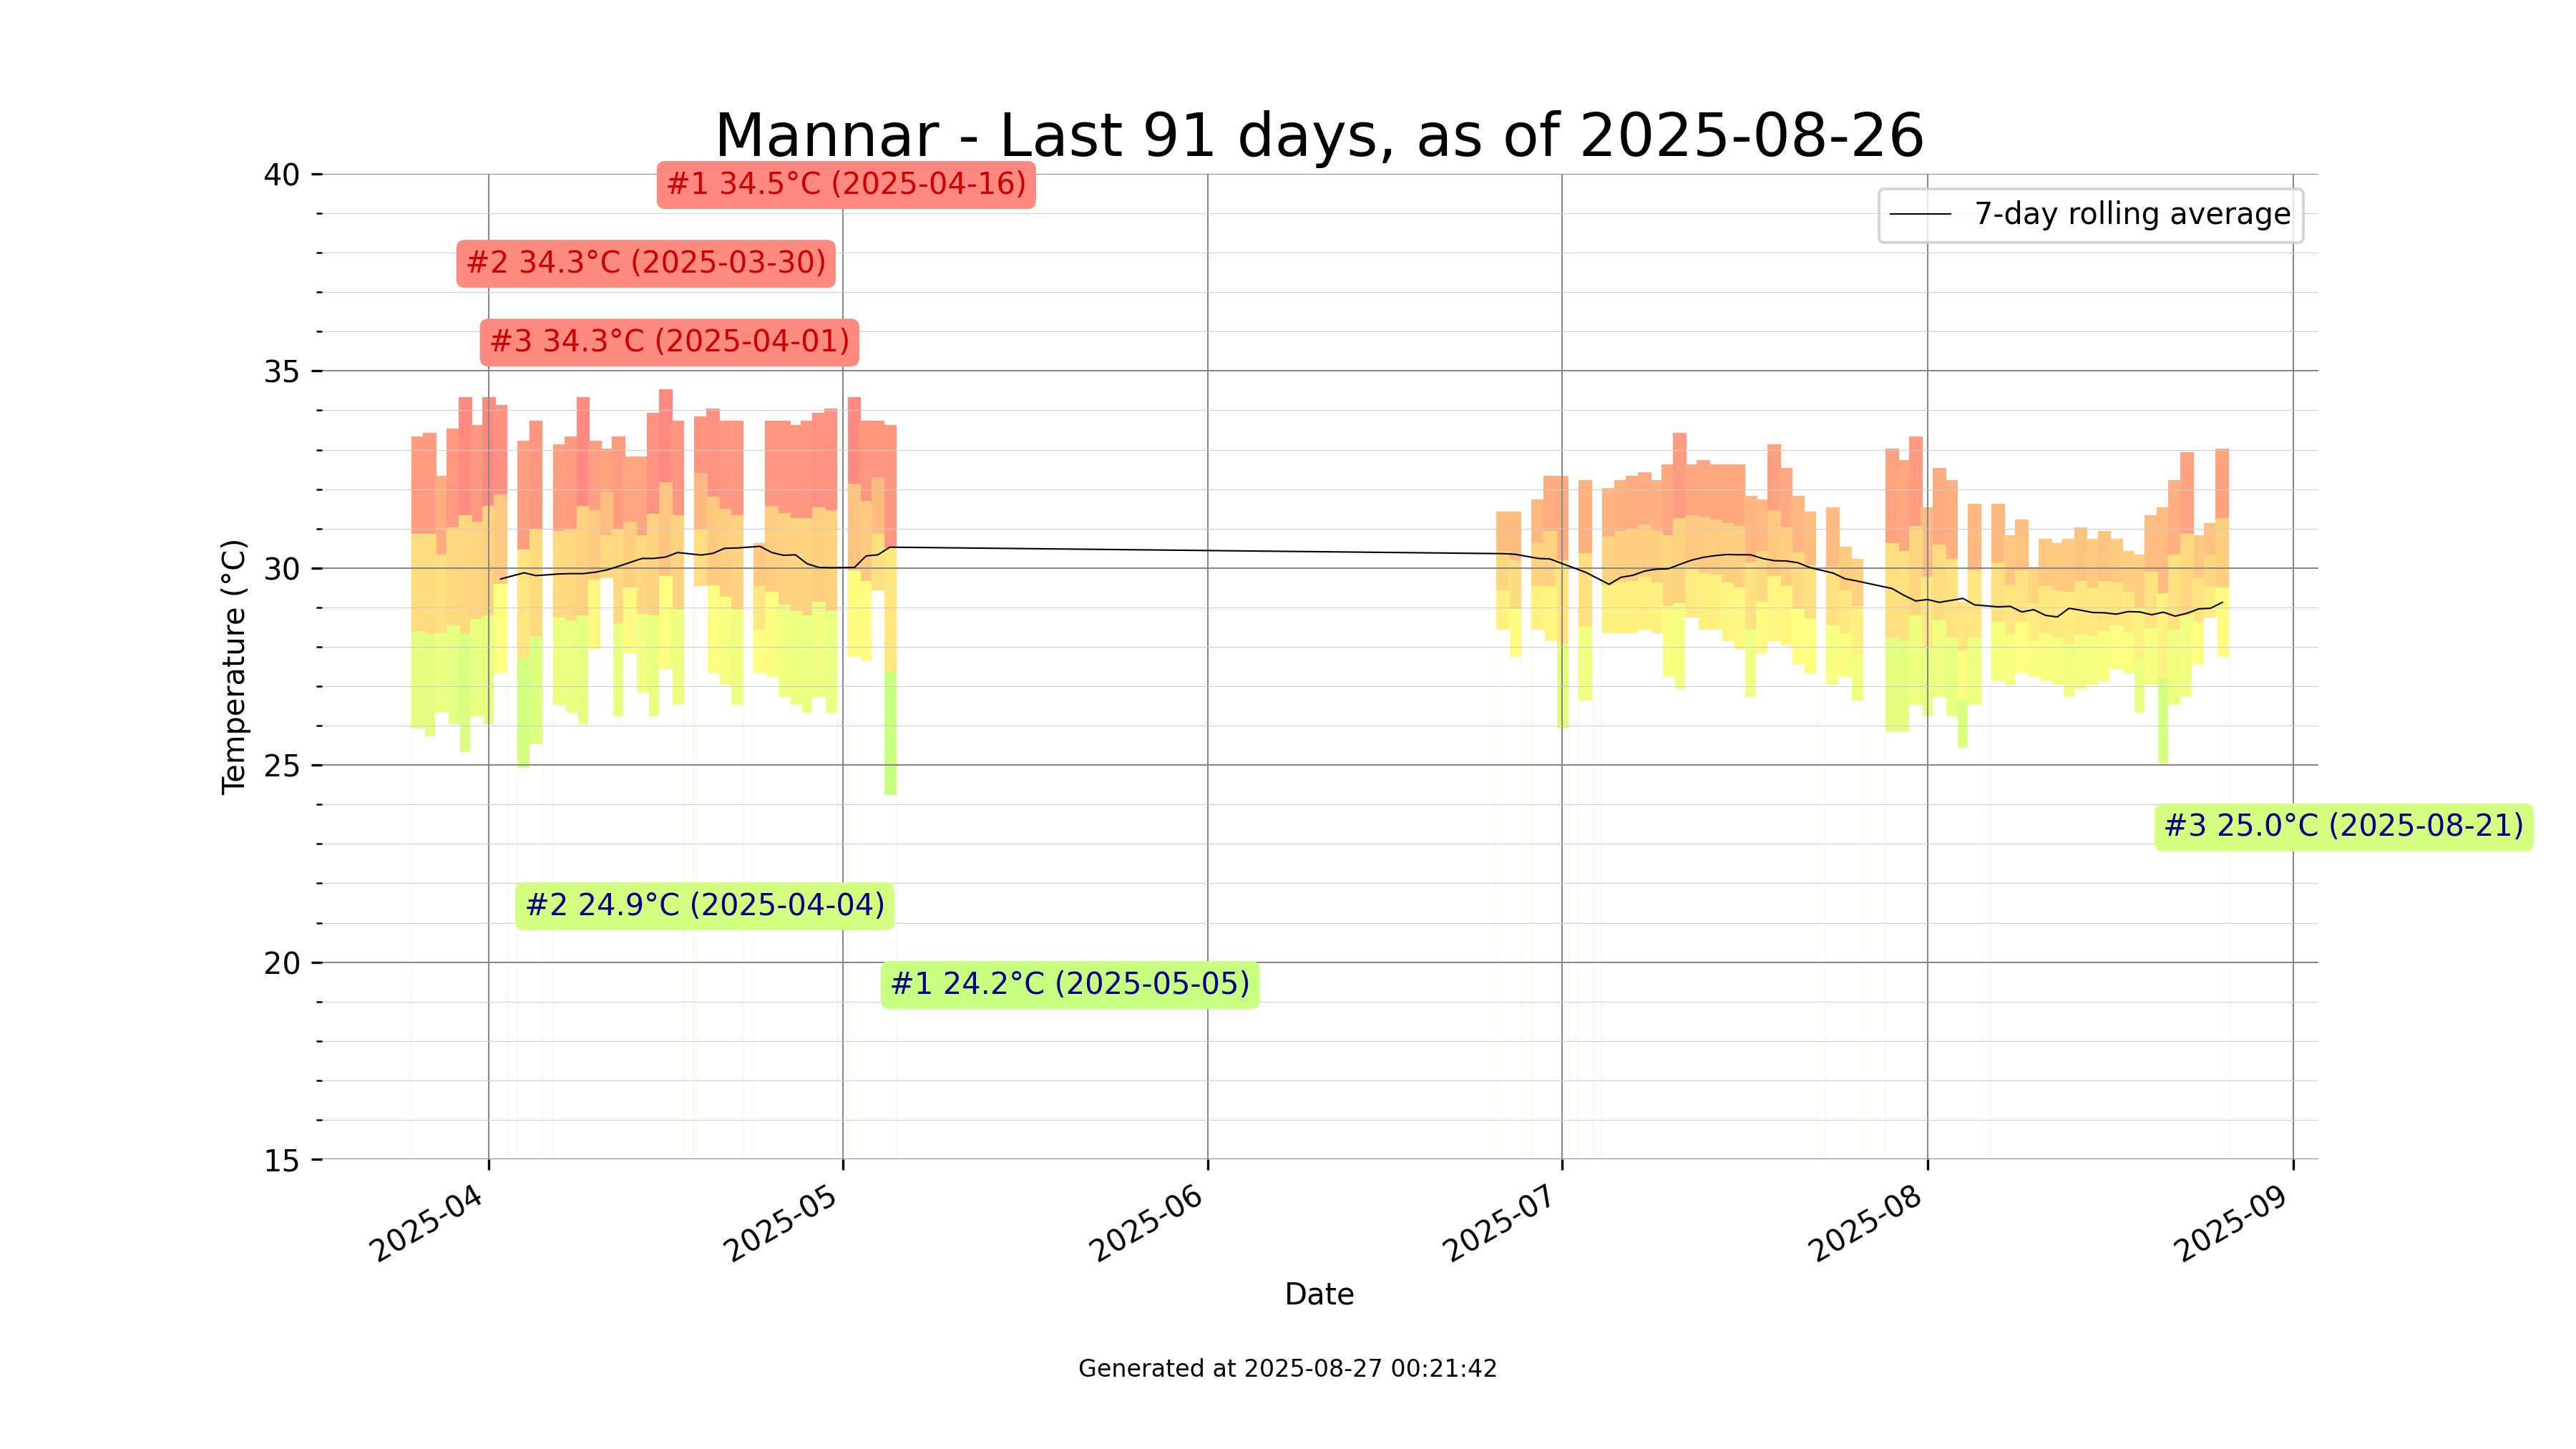 Mannar - Last 91 days, as of 2025-08-26
#1 34.5°C (2025-04-16)
#2 34.3°C (2025-03-30)
#3 34.3°C (2025-04-01)
7-day rolling average
40
35
30
25
20
15
Temperature (°C)
#3 25.0°C (2025-08-21)
#2 24.9°C (2025-04-04)
#1 24.2°C (2025-05-05)
2025-04
2025-05
2025-06
2025-07
2025-08
2025-09
Date
Generated at 2025-08-27 00:21:42